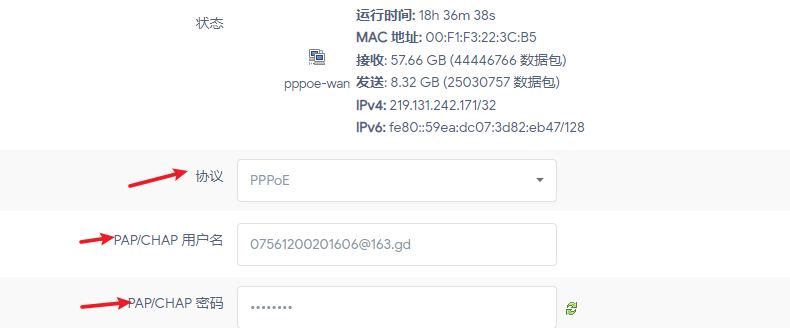 状态
运行时间: 18h 36m 38s
MAC 地址: 00:F1:F3:22:3C:B5
接收: 57.66 GB (44446766 数据包)
pppoe-wan 发送: 8.32 GB (25030757 数据包)
IPv4: 219.131.242.171/32
IPv6: fe80::59ea:dc07:3d82:eb47/128
协议 PPPoE
PAP/CHAP 用户名 07561200201606@163.gd
PAP/CHAP 密码 ••••••••